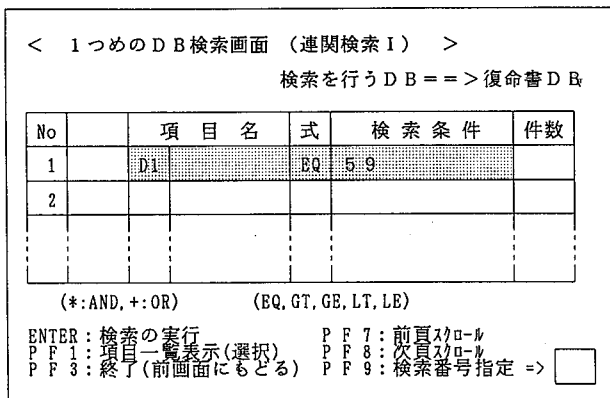 < 1つめのDB検索画面 (連関検索I) >
検索を行うDB==>復命書DB
No 項目名 式 検索条件 件数
1 D1 EQ 59
2
(*:AND,+:OR) (EQ,GT,GE,LT,LE)
ENTER:検索の実行 PF7:前頁スクロール
PF1:項目一覧表示(選択) PF8:次頁スクロール
PF3:終了(前画面にもどる) PF9:検索番号指定 =>